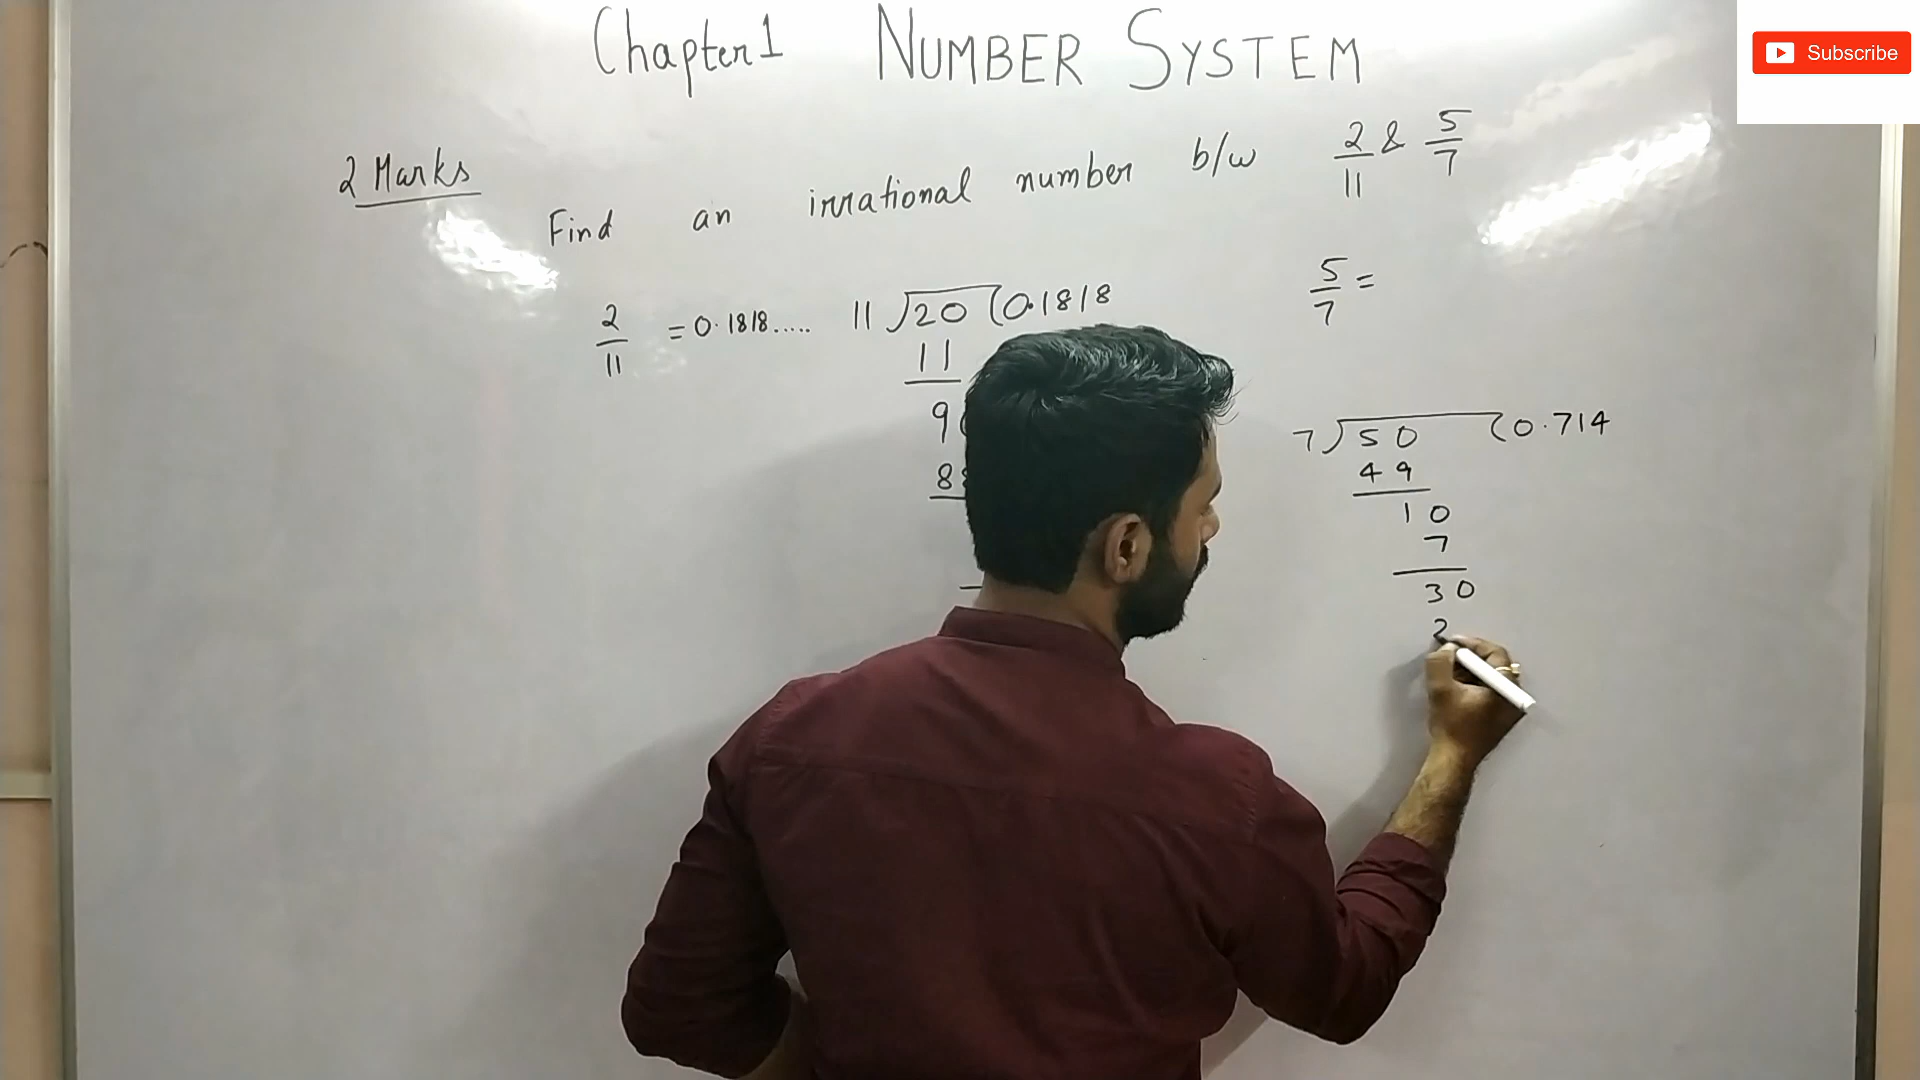 Chapter 1 NUMBER SYSTEM
Subscribe
2 Marks
Find an irrational number b/w 2/11 & 5/7
2/11 = 0.1818.....
11 ) 20 ( 0.1818
11
9
8
5/7 =
7 ) 50 ( 0.714
49
10
7
30
2